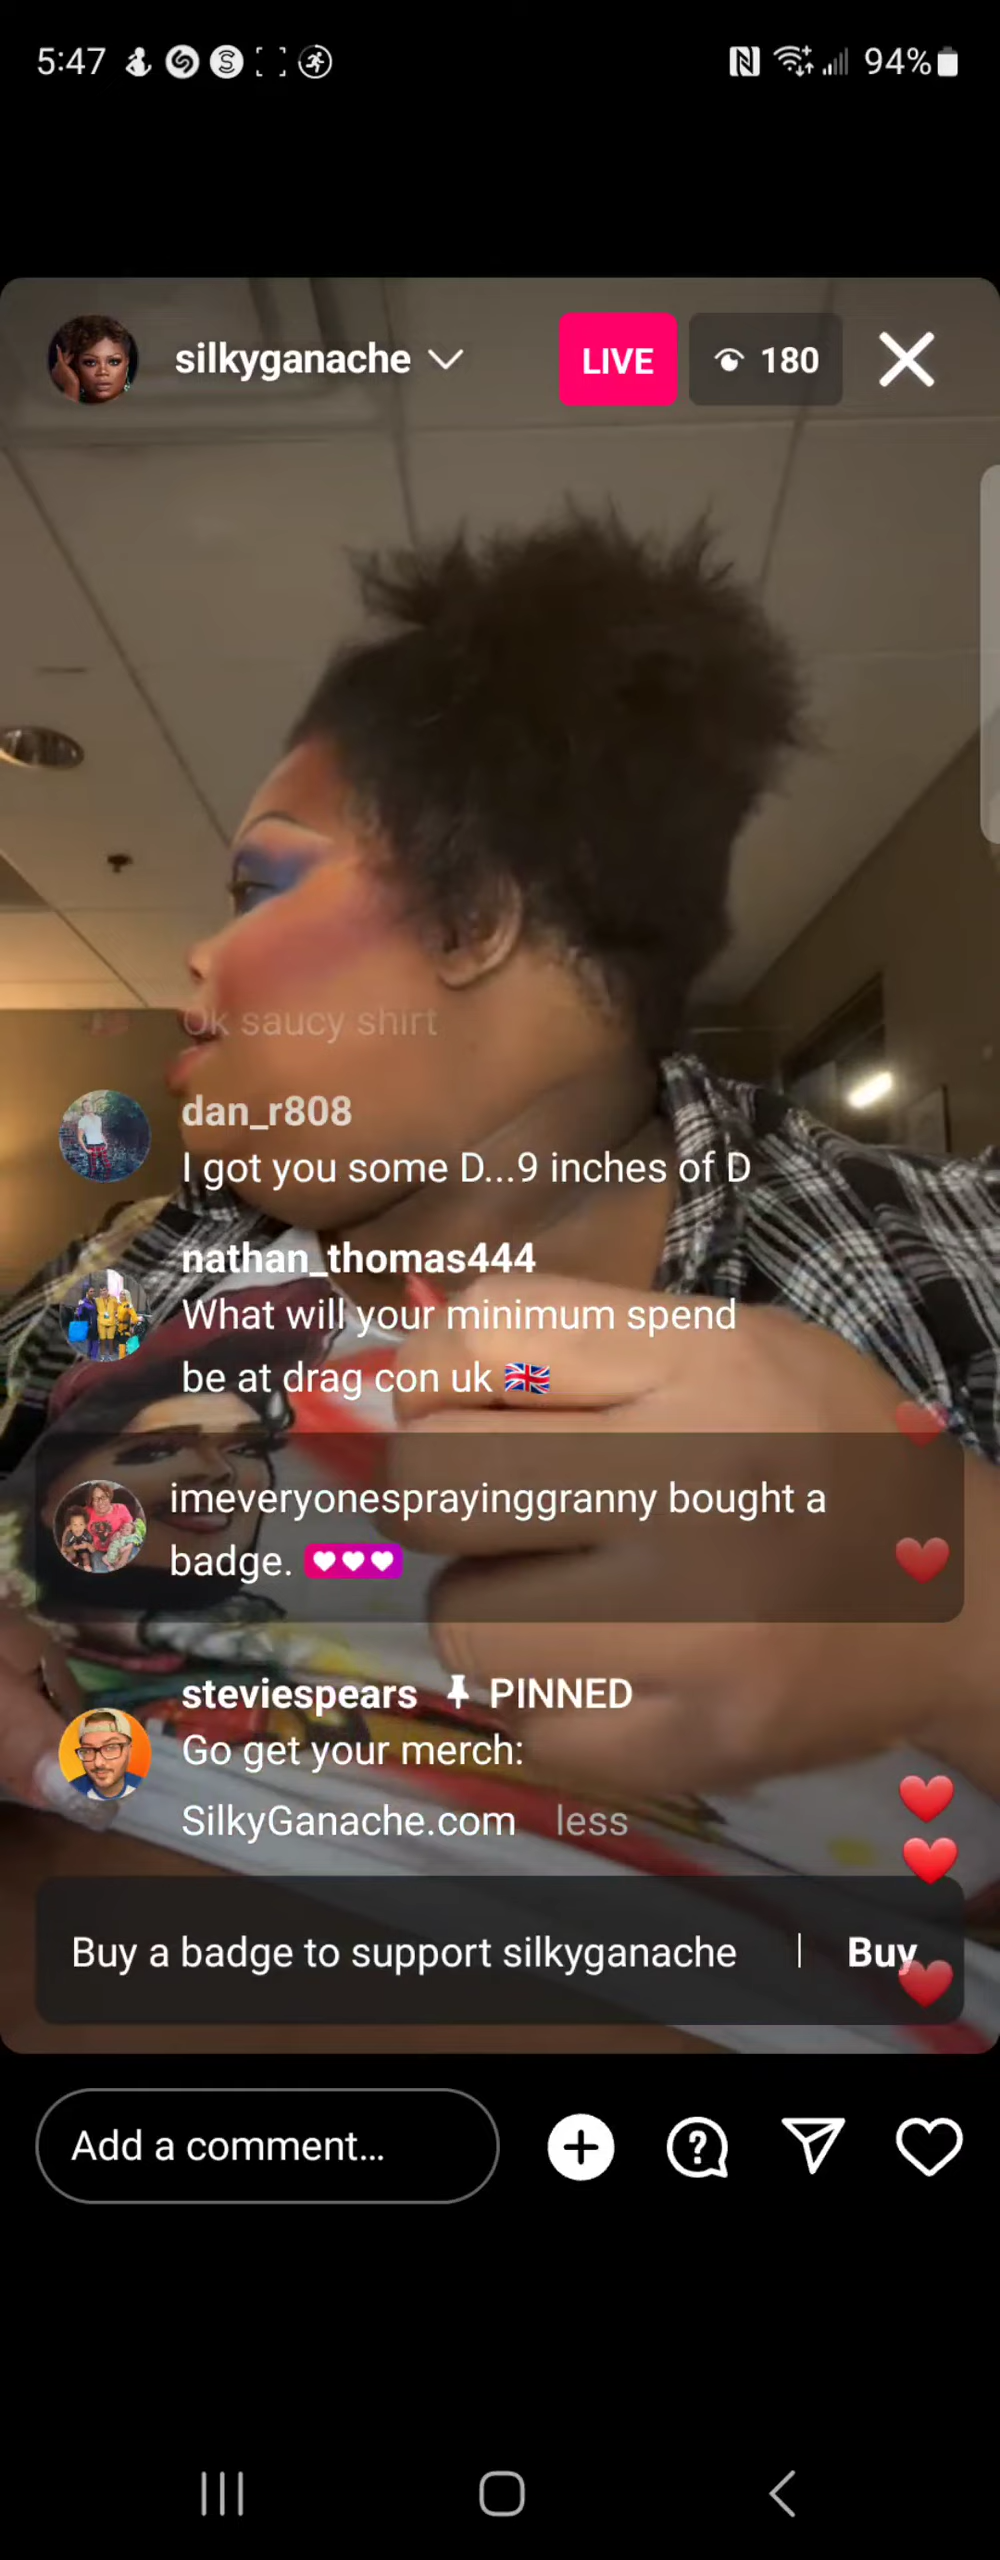 5:47 94%
silkyganache LIVE 180
Ok saucy shirt
dan_r808
I got you some D...9 inches of D
nathan_thomas444
What will your minimum spend
be at drag con uk 🇬🇧
imeveryonesprayinggranny bought a
badge.
steviespears PINNED
Go get your merch:
SilkyGanache.com less
Buy a badge to support silkyganache | Buy
Add a comment...